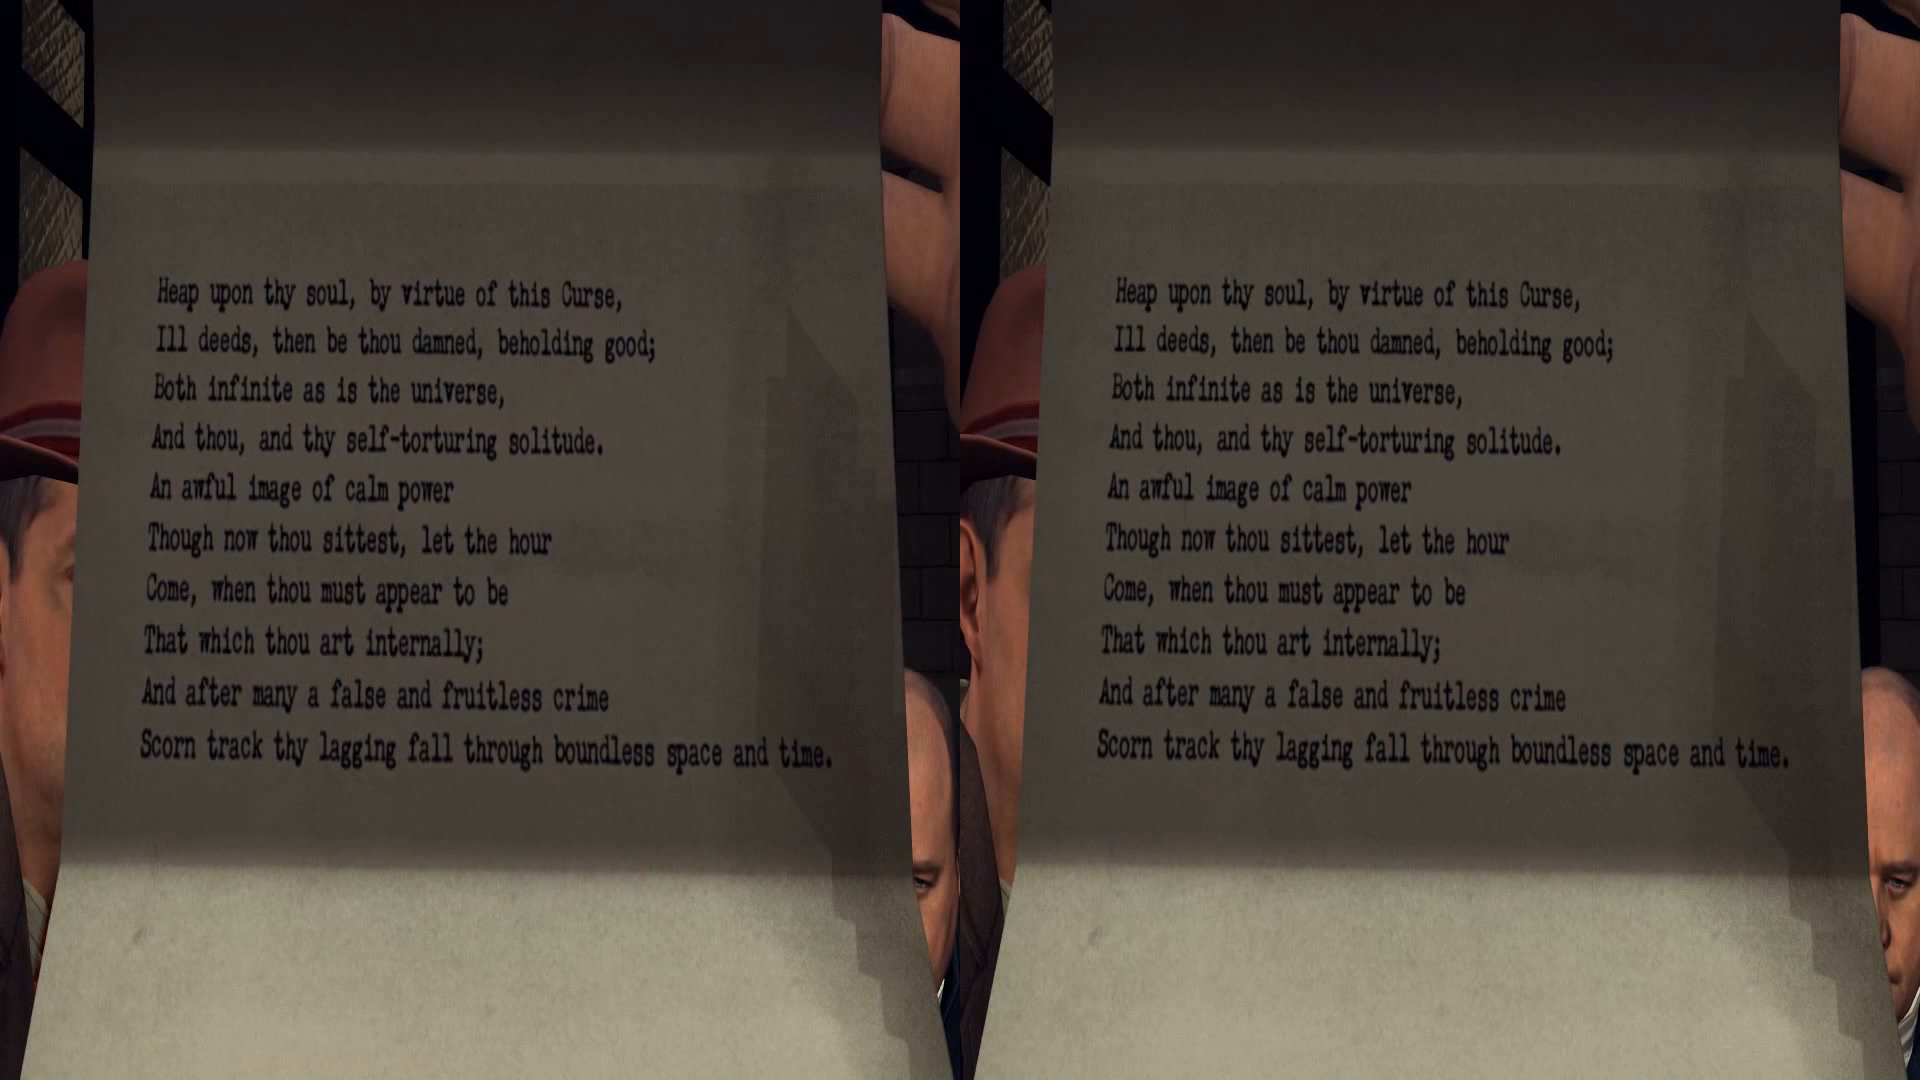 Heap upon thy soul, by virtue of this Curse,
Ill deeds, then be thou damned, beholding good;
Both infinite as is the universe,
And thou, and thy self-torturing solitude.
An awful image of calm power
Though now thou sittest, let the hour
Come, when thou must appear to be
That which thou art internally;
And after many a false and fruitless crime
Scorn track thy lagging fall through boundless space and time.
Heap upon thy soul, by virtue of this Curse,
Ill deeds, then be thou damned, beholding good;
Both infinite as is the universe,
And thou, and thy self-torturing solitude.
An awful image of calm power
Though now thou sittest, let the hour
Come, when thou must appear to be
That which thou art internally;
And after many a false and fruitless crime
Scorn track thy lagging fall through boundless space and time.